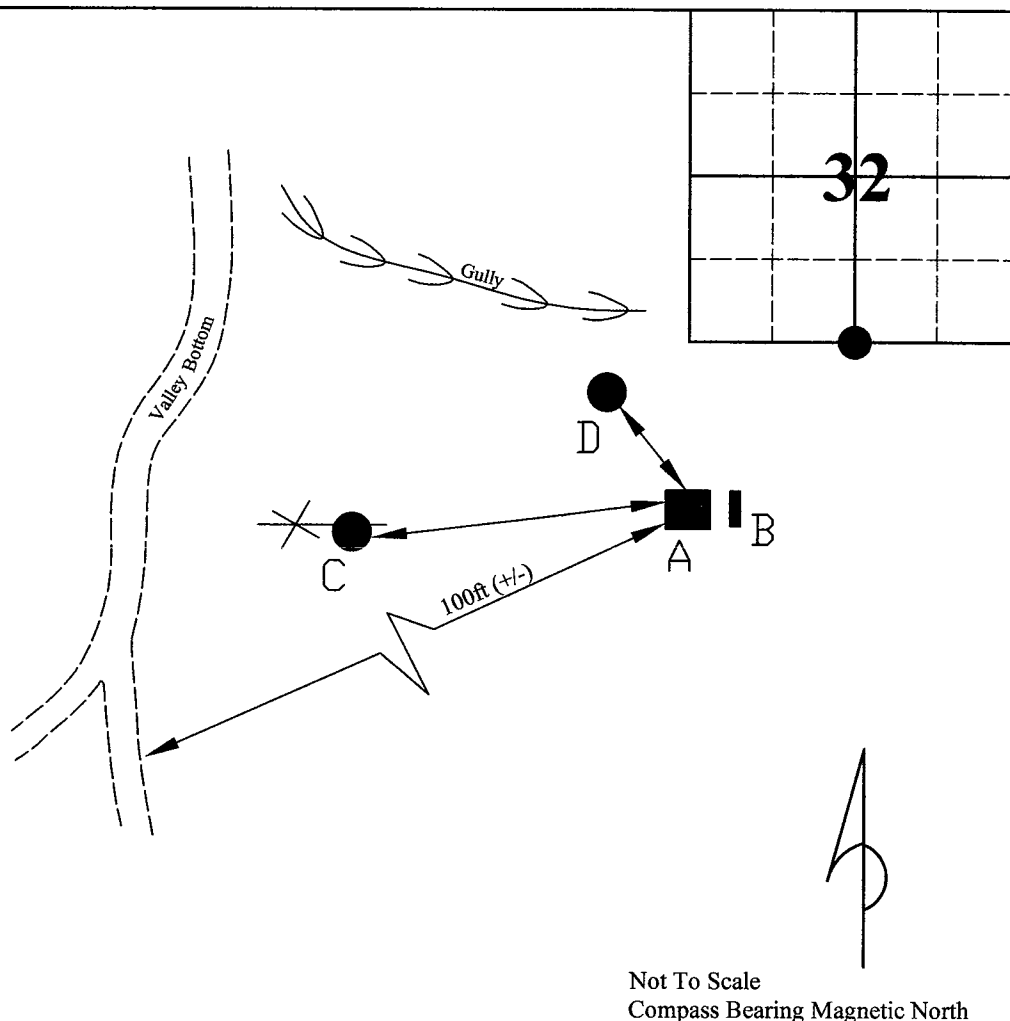 32
Gully
Valley Bottom
D
B
C
A
100ft (+/-)
Not To Scale
Compass Bearing Magnetic North